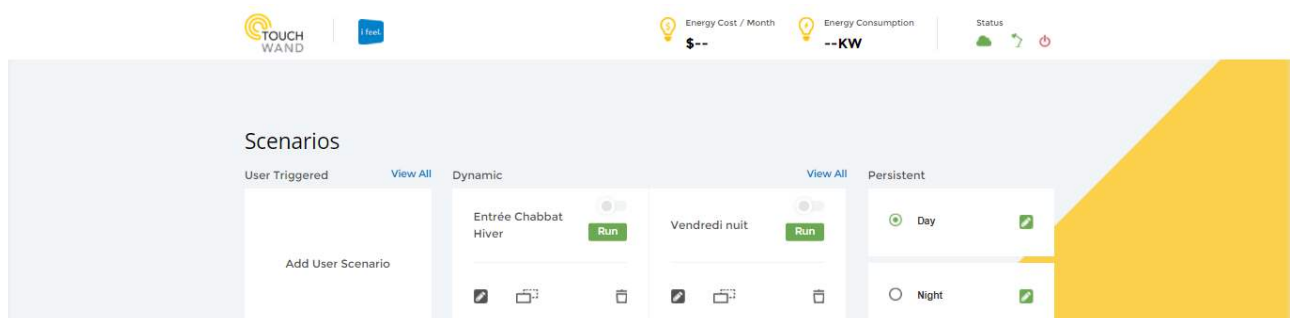 TOUCH
WAND
i feel.
Energy Cost / Month
$--
Energy Consumption
--KW
Status
Scenarios
User Triggered
View All
Dynamic
View All
Persistent
Add User Scenario
Entrée Chabbat
Hiver
Run
Vendredi nuit
Run
Day
Night